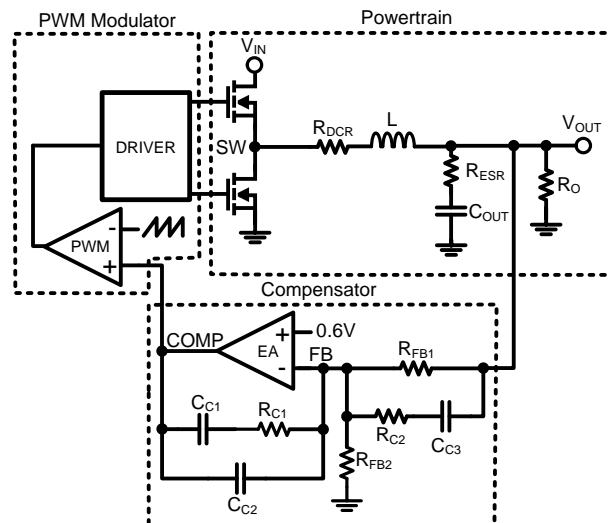 PWM Modulator
Powertrain
VIN
DRIVER
SW
RDCR
L
VOUT
RESR
RO
COUT
-
PWM
+
Compensator
COMP
+
0.6V
EA
FB
-
RFB1
CC1
RC1
RC2
CC3
RFB2
CC2